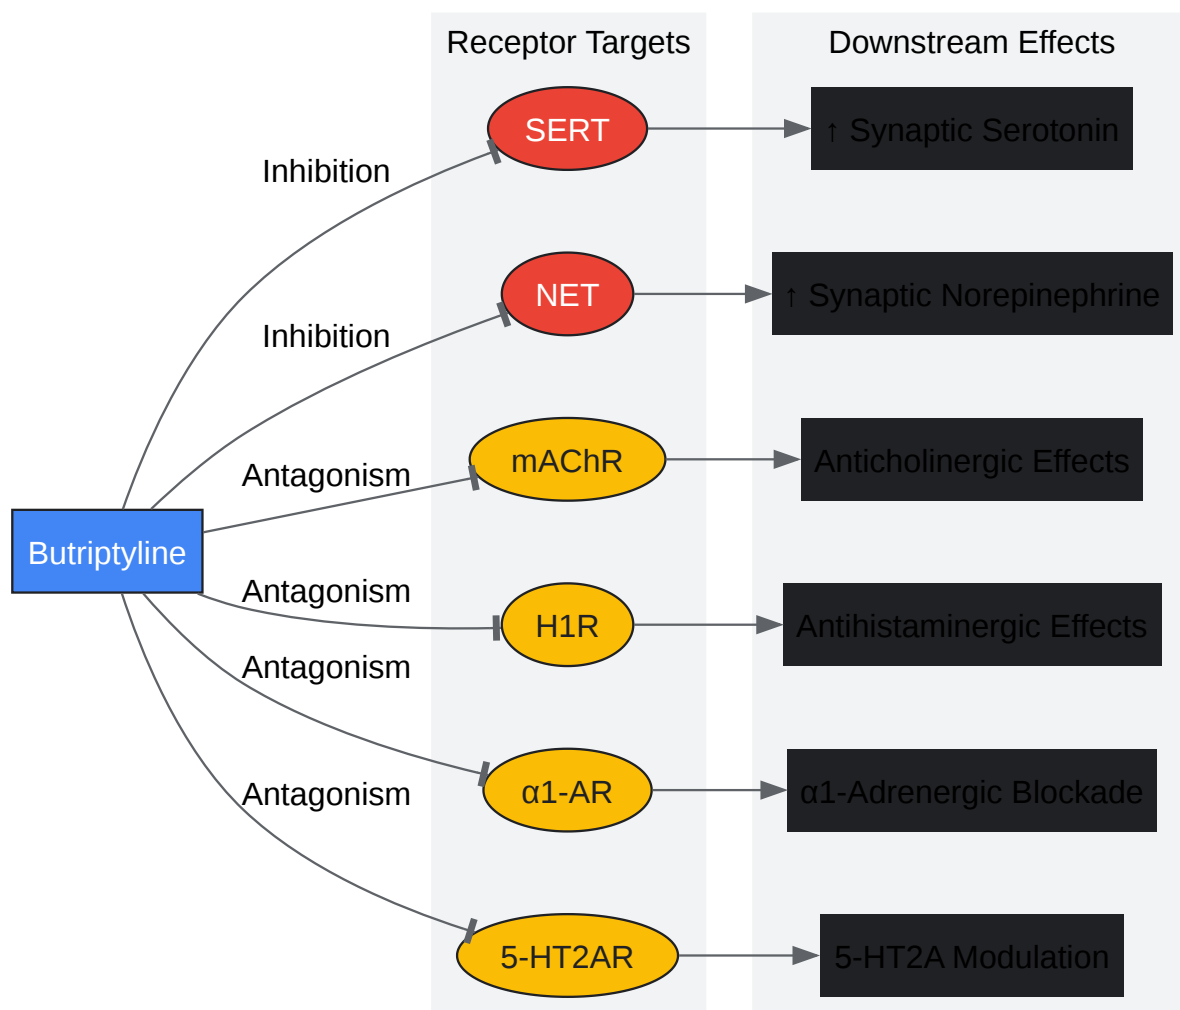 Receptor Targets
Downstream Effects
SERT
↑ Synaptic Serotonin
Inhibition
NET
↑ Synaptic Norepinephrine
Inhibition
mAChR
Anticholinergic Effects
Antagonism
Butriptyline
Antagonism
H1R
Antihistaminergic Effects
Antagonism
α1-AR
α1-Adrenergic Blockade
Antagonism
5-HT2AR
5-HT2A Modulation